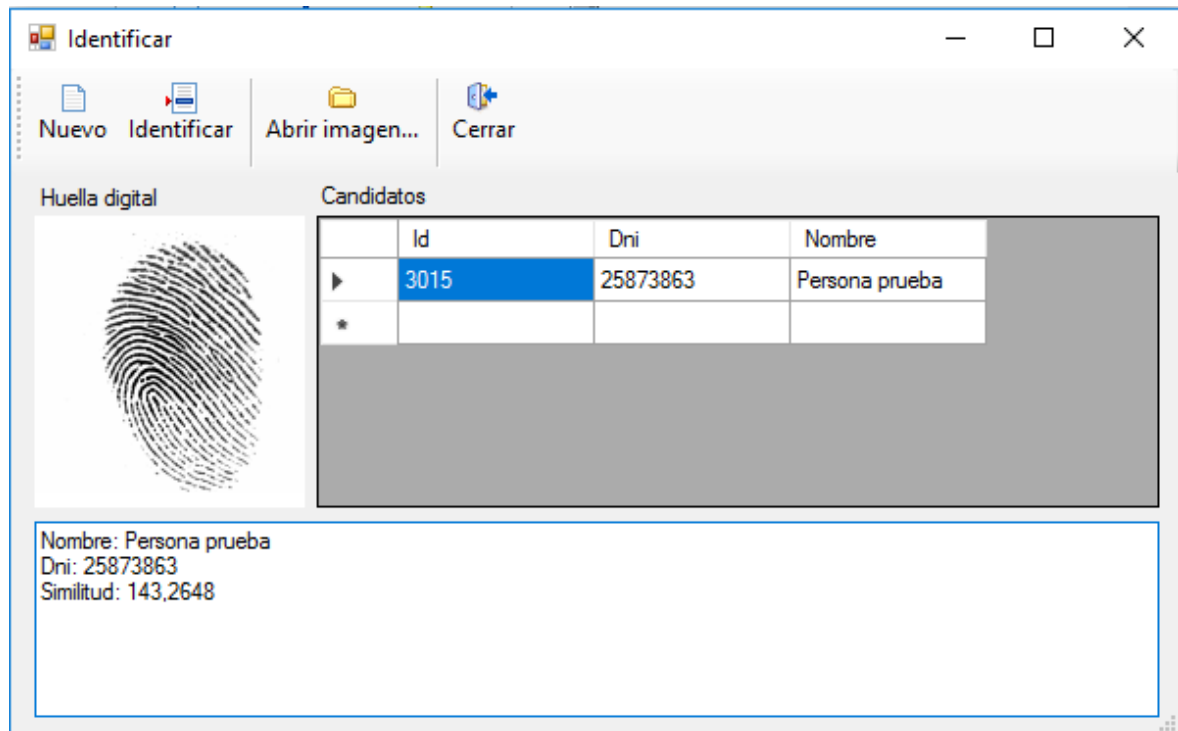 Identificar
Nuevo Identificar Abrir imagen... Cerrar
Huella digital Candidatos
Id Dni Nombre
3015 25873863 Persona prueba
*
Nombre: Persona prueba
Dni: 25873863
Similitud: 143,2648